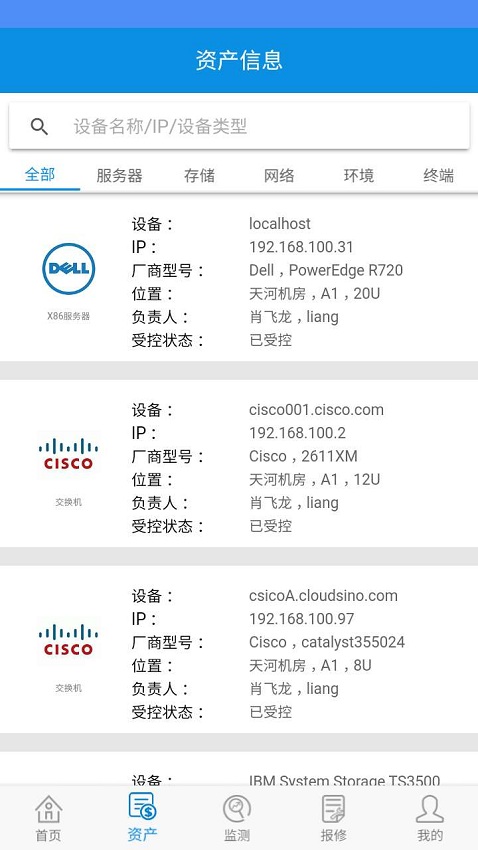 资产信息
设备名称/IP/设备类型
全部 服务器 存储 网络 环境 终端
设备： localhost
IP： 192.168.100.31
DELL
厂商型号： Dell，PowerEdge R720
位置： 天河机房，A1，20U
X86服务器
负责人： 肖飞龙，liang
受控状态： 已受控
设备： cisco001.cisco.com
IP： 192.168.100.2
CISCO
厂商型号： Cisco，2611XM
位置： 天河机房，A1，12U
交换机
负责人： 肖飞龙，liang
受控状态： 已受控
设备： csicoA.cloudsino.com
IP： 192.168.100.97
CISCO
厂商型号： Cisco，catalyst355024
位置： 天河机房，A1，8U
交换机
负责人： 肖飞龙，liang
受控状态： 已受控
设备： IBM System Storage TS3500
首页 资产 监测 报修 我的